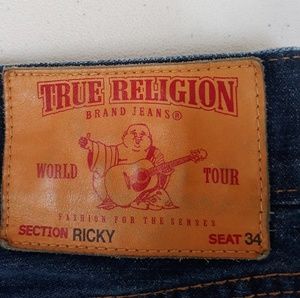 TRUE RELIGION
BRAND JEANS®
WORLD TOUR
FASHION FOR THE SENSES
SECTION RICKY SEAT 34